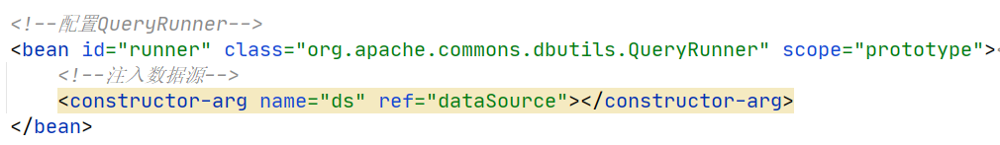 <!--配置QueryRunner-->
<bean id="runner" class="org.apache.commons.dbutils.QueryRunner" scope="prototype">
<!--注入数据源-->
<constructor-arg name="ds" ref="dataSource"></constructor-arg>
</bean>